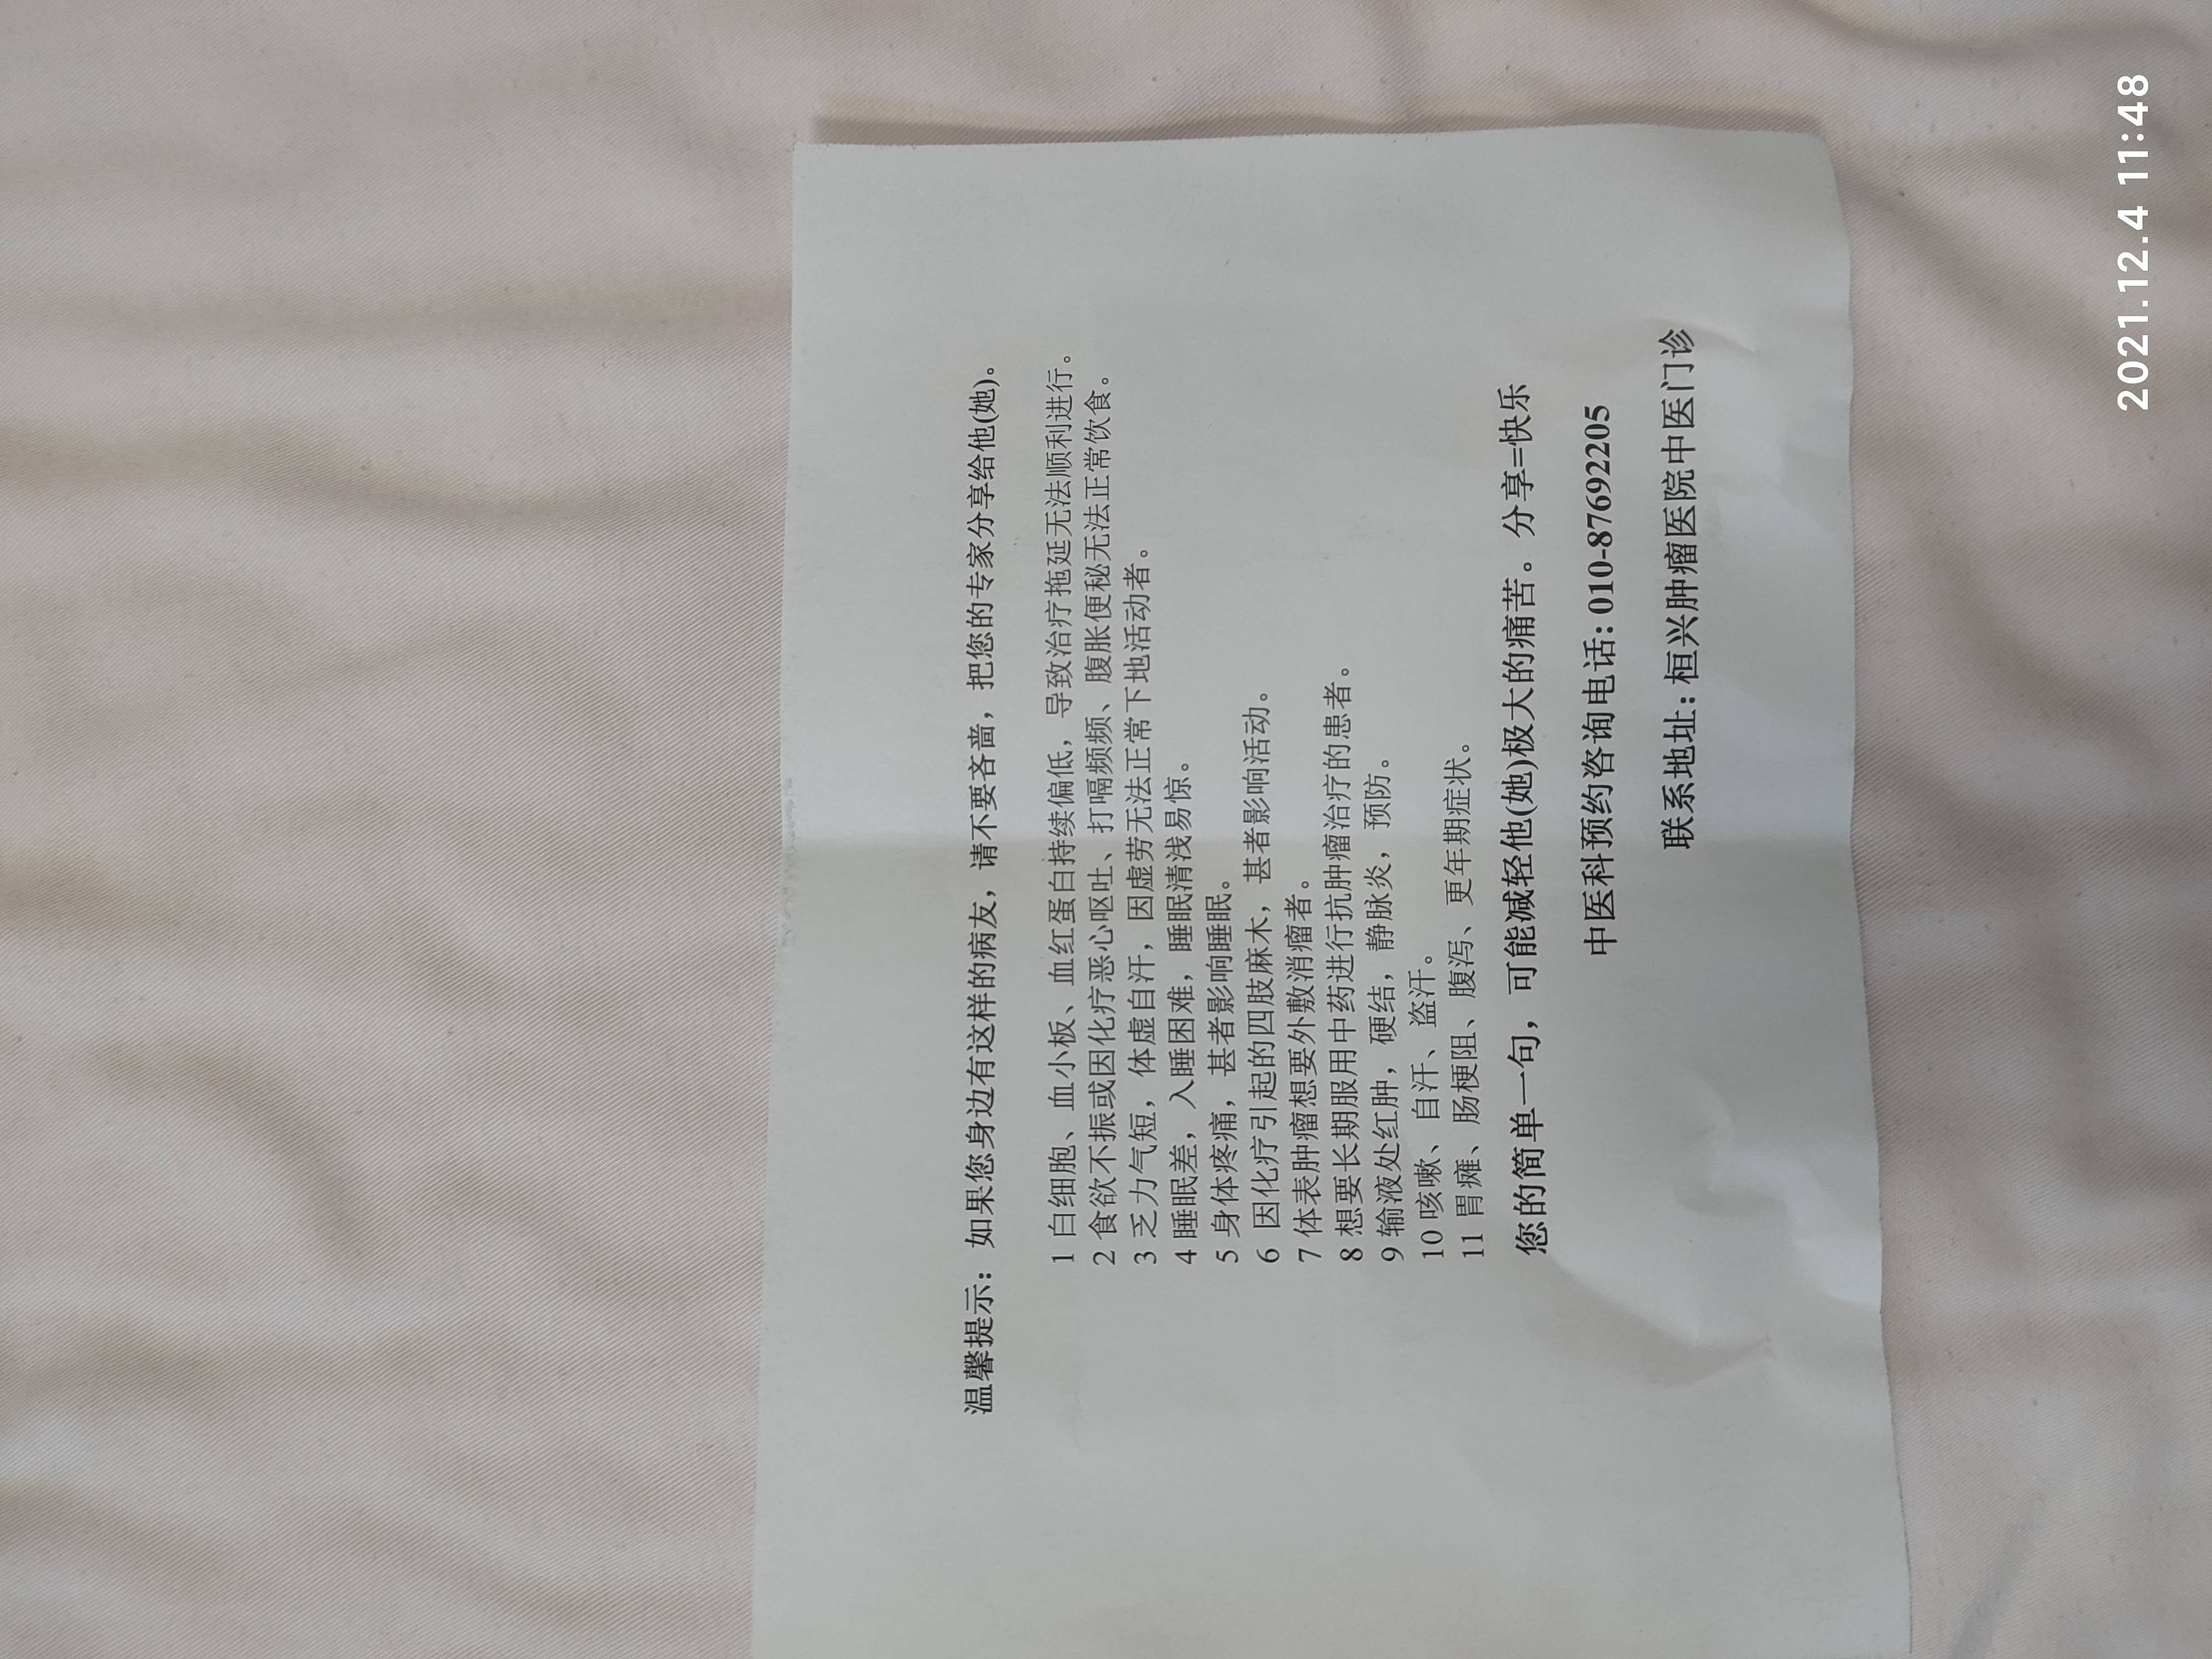 温馨提示：如果您身边有这样的病友，请不要吝啬，把您的专家分享给他(她)。
1 白细胞、血小板、血红蛋白持续偏低，导致治疗拖延无法顺利进行。
2 食欲不振或因化疗恶心呕吐、打嗝频频、腹胀便秘无法正常饮食。
3 乏力气短，体虚自汗，因虚劳无法正常下地活动者。
4 睡眠差，入睡困难，睡眠清浅易惊。
5 身体疼痛，甚者影响睡眠。
6 因化疗引起的四肢麻木，甚者影响活动。
7 体表肿瘤想要外敷消瘤者。
8 想要长期服用中药进行抗肿瘤治疗的患者。
9 输液处红肿，硬结，静脉炎，预防。
10 咳嗽、自汗、盗汗。
11 胃瘫、肠梗阻、腹泻、更年期症状。
您的简单一句，可能减轻他(她)极大的痛苦。分享=快乐
中医科预约咨询电话：010-87692205
联系地址：桓兴肿瘤医院中医门诊
2021.12.4 11:48